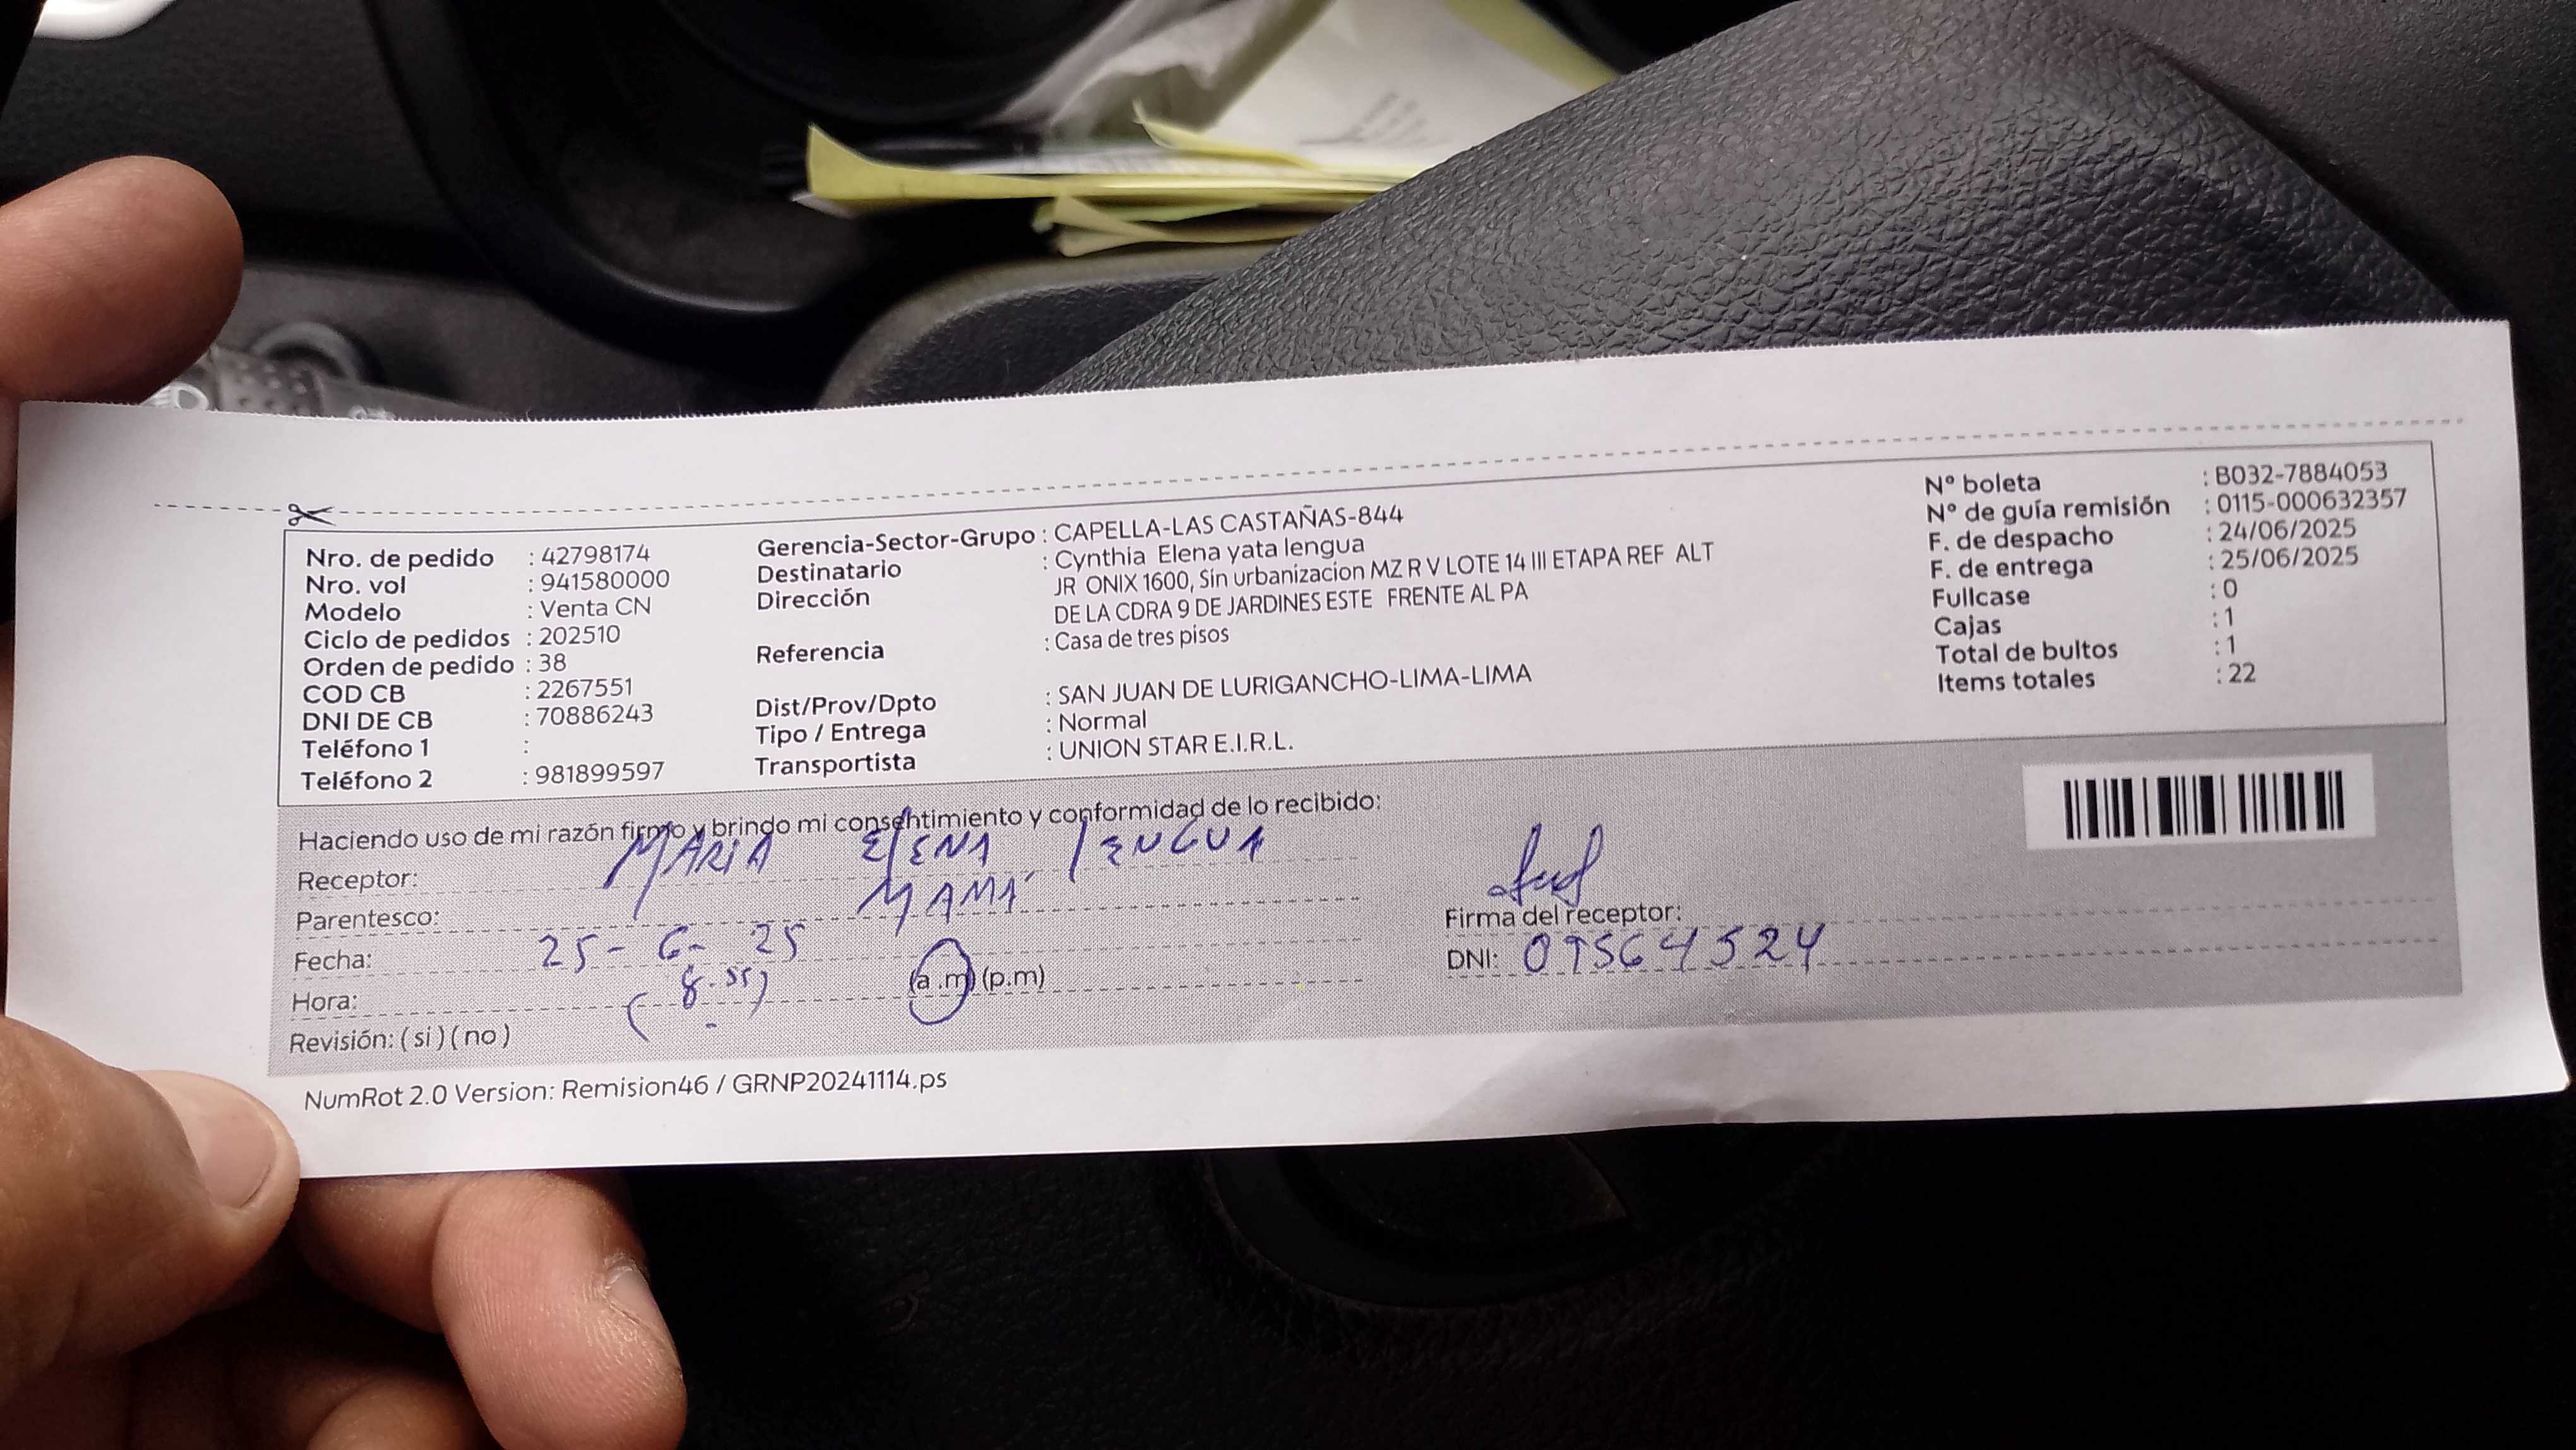 Nro. de pedido : 42798174
Nro. vol : 941580000
Modelo : Venta CN
Ciclo de pedidos : 202510
Orden de pedido : 38
COD CB : 2267551
DNI DE CB : 70886243
Teléfono 1 :
Teléfono 2 : 981899597
Gerencia-Sector-Grupo : CAPELLA-LAS CASTAÑAS-844
Destinatario : Cynthia Elena yata lengua
Dirección JR ONIX 1600, Sin urbanizacion MZ R V LOTE 14 III ETAPA REF ALT
DE LA CDRA 9 DE JARDINES ESTE FRENTE AL PA
Referencia : Casa de tres pisos
Dist/Prov/Dpto : SAN JUAN DE LURIGANCHO-LIMA-LIMA
Tipo / Entrega : Normal
Transportista : UNION STAR E.I.R.L.
N° boleta : B032-7884053
N° de guía remisión : 0115-000632357
F. de despacho : 24/06/2025
F. de entrega : 25/06/2025
Fullcase : 0
Cajas : 1
Total de bultos : 1
Items totales : 22
Haciendo uso de mi razón firmo y brindo mi consentimiento y conformidad de lo recibido:
Receptor: MARIA ElENA lENGUA
Parentesco: MAMÁ
Fecha: 25-6-25
Hora: (8.55) (a.m) (p.m)
Revisión: (si) (no)
Firma del receptor:
DNI: 09564524
NumRot 2.0 Version: Remision46 / GRNP20241114.ps